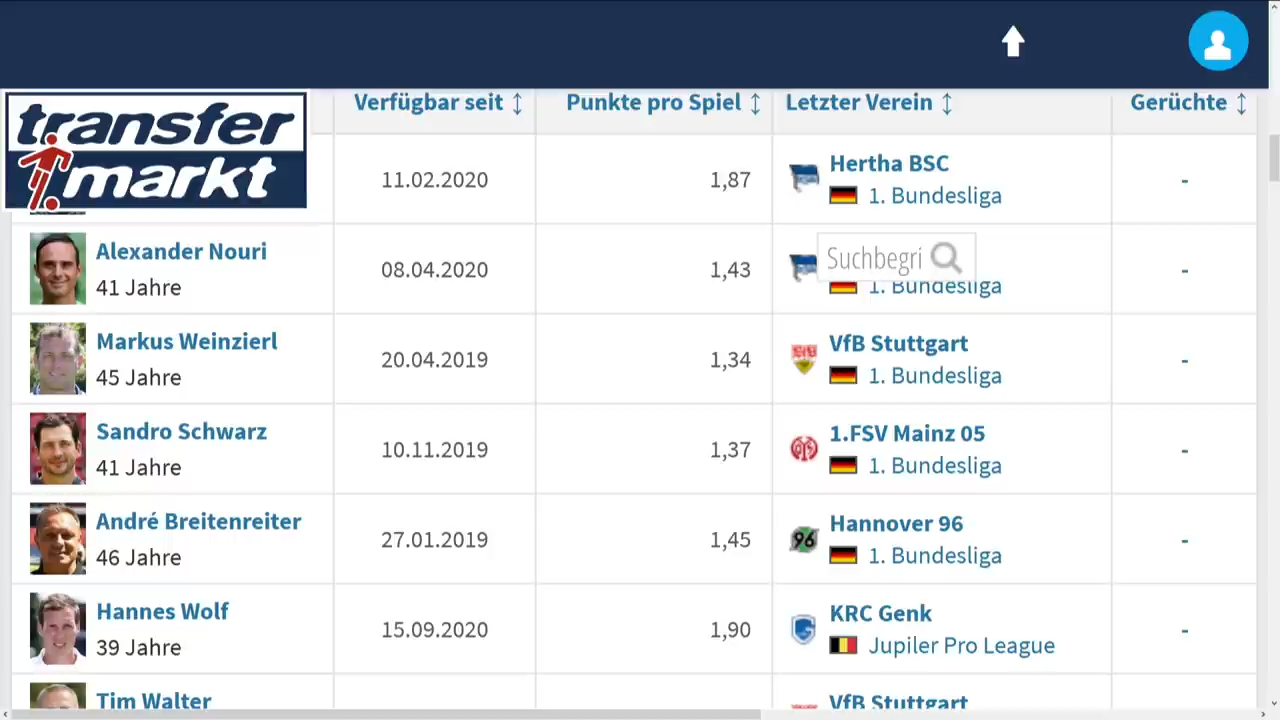 Verfügbar seit
Punkte pro Spiel
Letzter Verein
Gerüchte
transfer
markt
11.02.2020
1,87
Hertha BSC
1. Bundesliga
-
Alexander Nouri
41 Jahre
08.04.2020
1,43
Suchbegri
1. Bundesliga
-
Markus Weinzierl
45 Jahre
20.04.2019
1,34
VfB Stuttgart
1. Bundesliga
-
Sandro Schwarz
41 Jahre
10.11.2019
1,37
1.FSV Mainz 05
1. Bundesliga
-
André Breitenreiter
46 Jahre
27.01.2019
1,45
96
Hannover 96
1. Bundesliga
-
Hannes Wolf
39 Jahre
15.09.2020
1,90
KRC Genk
Jupiler Pro League
-
Tim Walter
VfB Stuttgart